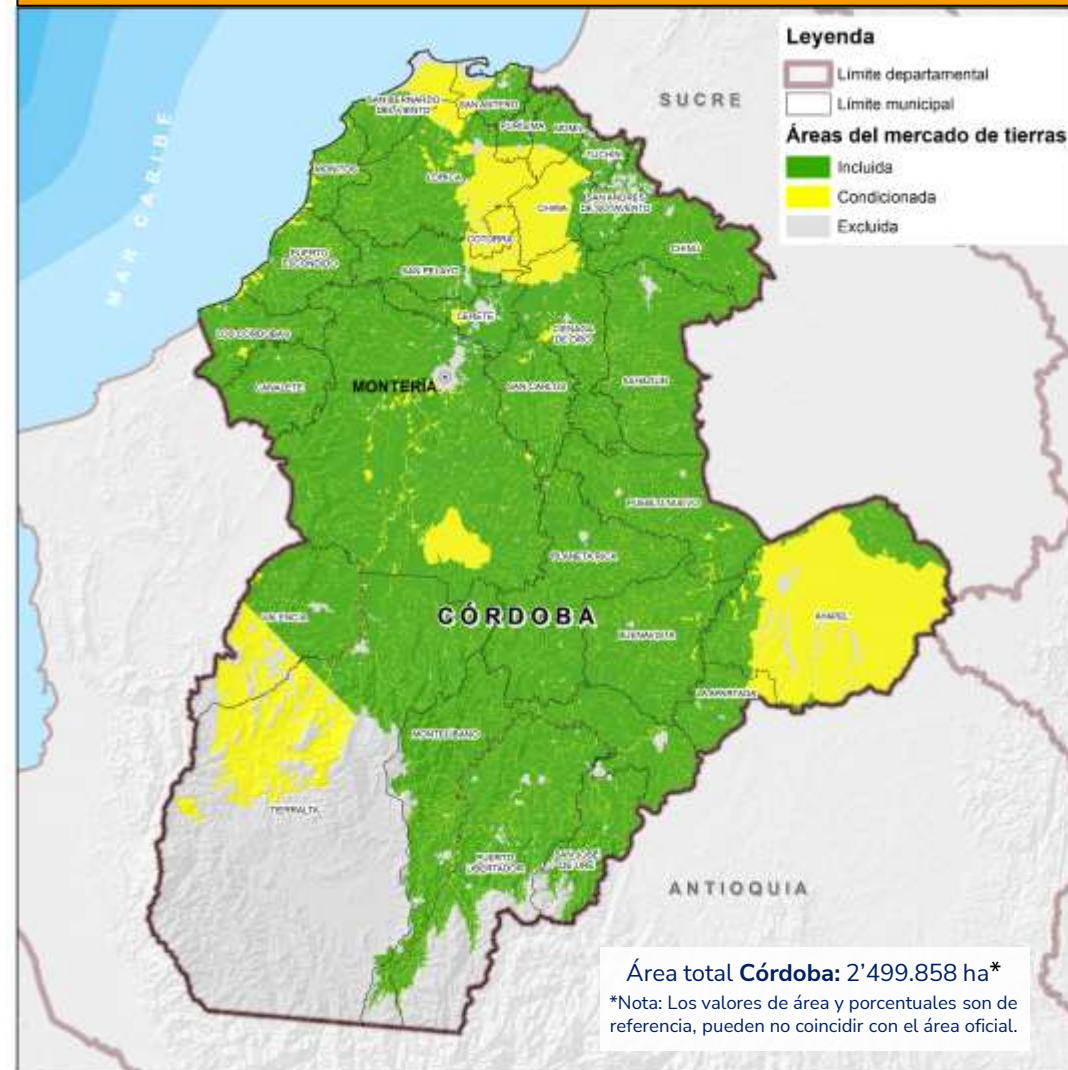 Leyenda
Límite departamental
Límite municipal
Áreas del mercado de tierras
Incluida
Condicionada
Excluida
SUCRE
MAR CARIBE
SAN BERNARDO
DEL VIENTO
SAN ANTERO
PURÍSIMA
MOMIL
TUCHÍN
MOÑITOS
LORICA
CHIMÁ
SAN ANDRÉS
DE SOTAVENTO
COTORRA
CHINÚ
PUERTO
ESCONDIDO
SAN PELAYO
CERETÉ
CIÉNAGA
DE ORO
LOS CÓRDOBAS
CANALETE
MONTERÍA
SAN CARLOS
SAHAGÚN
PUEBLO NUEVO
PLANETA RICA
CÓRDOBA
VALENCIA
BUENAVISTA
AYAPEL
LA APARTADA
MONTELÍBANO
TIERRALTA
PUERTO
LIBERTADOR
SAN JOSÉ
DE URÉ
ANTIOQUIA
Área total Córdoba: 2'499.858 ha*
*Nota: Los valores de área y porcentuales son de
referencia, pueden no coincidir con el área oficial.